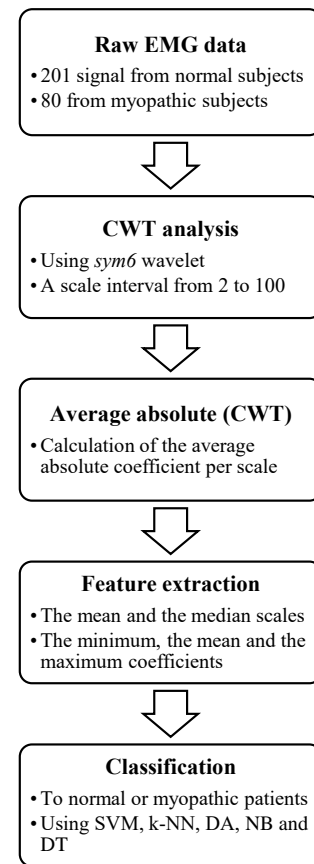 Raw EMG data
• 201 signal from normal subjects
• 80 from myopathic subjects
CWT analysis
• Using sym6 wavelet
• A scale interval from 2 to 100
Average absolute (CWT)
• Calculation of the average
absolute coefficient per scale
Feature extraction
• The mean and the median scales
• The minimum, the mean and the
maximum coefficients
Classification
• To normal or myopathic patients
• Using SVM, k-NN, DA, NB and
DT